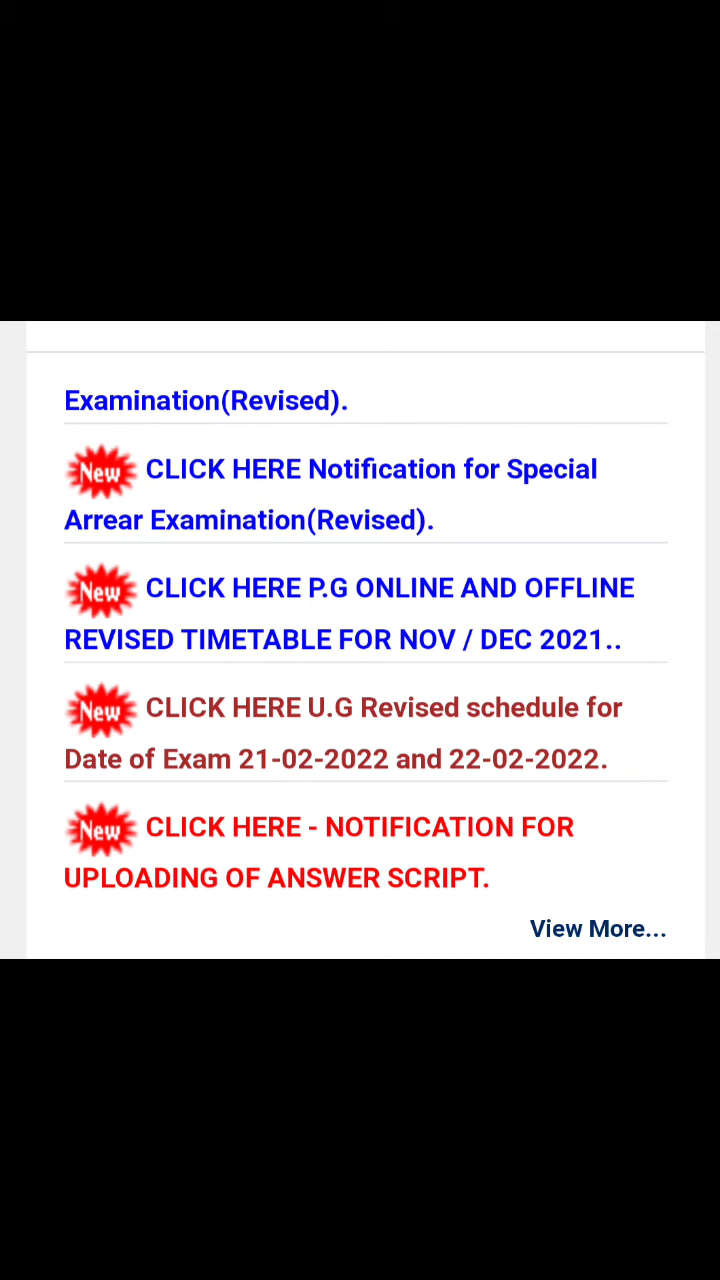 Examination(Revised).
New CLICK HERE Notification for Special
Arrear Examination(Revised).
New CLICK HERE P.G ONLINE AND OFFLINE
REVISED TIMETABLE FOR NOV / DEC 2021..
New CLICK HERE U.G Revised schedule for
Date of Exam 21-02-2022 and 22-02-2022.
New CLICK HERE - NOTIFICATION FOR
UPLOADING OF ANSWER SCRIPT.
View More...